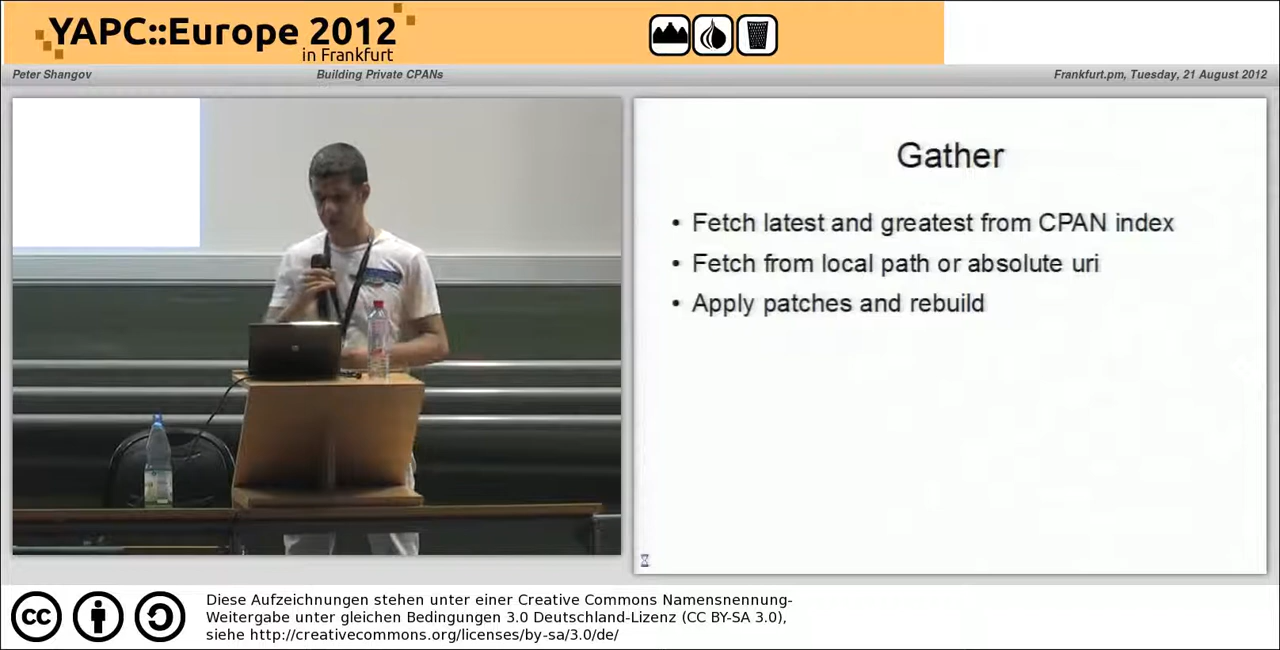 YAPC::Europe 2012
in Frankfurt
Peter Shangov
Building Private CPANs
Frankfurt.pm, Tuesday, 21 August 2012
Gather
• Fetch latest and greatest from CPAN index
• Fetch from local path or absolute uri
• Apply patches and rebuild
cc
Diese Aufzeichnungen stehen unter einer Creative Commons Namensnennung-
Weitergabe unter gleichen Bedingungen 3.0 Deutschland-Lizenz (CC BY-SA 3.0),
siehe http://creativecommons.org/licenses/by-sa/3.0/de/